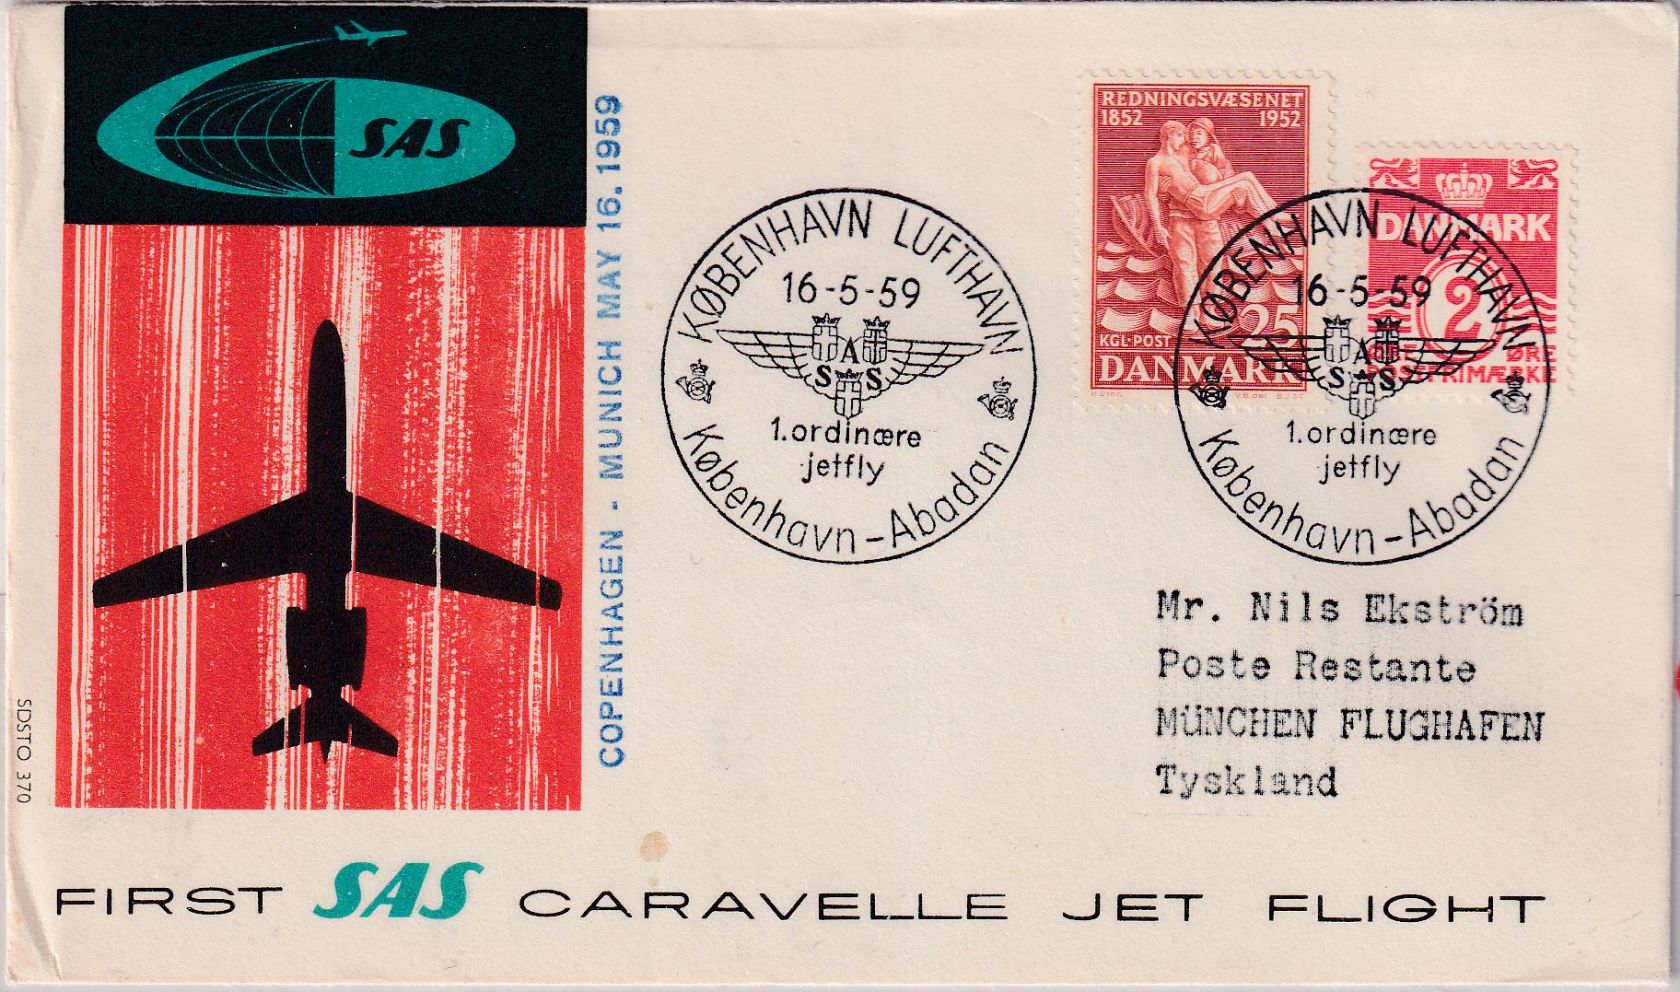 SAS
COPENHAGEN - MUNICH MAY 16. 1959
REDNINGSVÆSENET
1852 1952
25
KGL·POST
DANMARK
DANMARK
2
ØRE
KØBENHAVN LUFTHAVN
16-5-59
SAS
1.ordinære
jetfly
København-Abadan
KØBENHAVN LUFTHAVN
16-5-59
SAS
1.ordinære
jetfly
København-Abadan
Mr. Nils Ekström
Poste Restante
MÜNCHEN FLUGHAFEN
Tyskland
SDSTO 370
FIRST SAS CARAVELLE JET FLIGHT